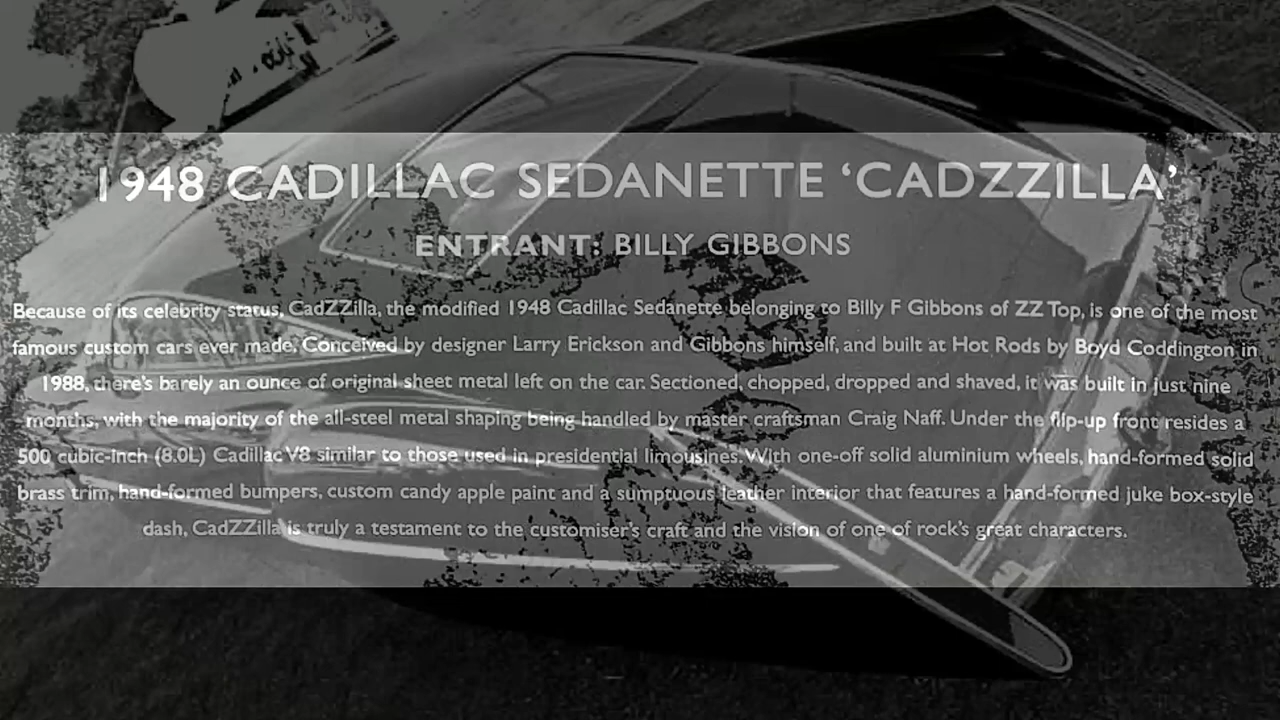 1948 CADILLAC SEDANETTE ‘CADZZILLA’
ENTRANT: BILLY GIBBONS
Because of its celebrity status, CadZZilla, the modified 1948 Cadillac Sedanette belonging to Billy F Gibbons of ZZ Top, is one of the most
famous custom cars ever made. Conceived by designer Larry Erickson and Gibbons himself, and built at Hot Rods by Boyd Coddington in
1988, there's barely an ounce of original sheet metal left on the car. Sectioned, chopped, dropped and shaved, it was built in just nine
months, with the majority of the all-steel metal shaping being handled by master craftsman Craig Naff. Under the flip-up front resides a
500 cubic-inch (8.0L) Cadillac V8 similar to those used in presidential limousines. With one-off solid aluminium wheels, hand-formed solid
brass trim, hand-formed bumpers, custom candy apple paint and a sumptuous leather interior that features a hand-formed juke box-style
dash, CadZZilla is truly a testament to the customiser's craft and the vision of one of rock's great characters.